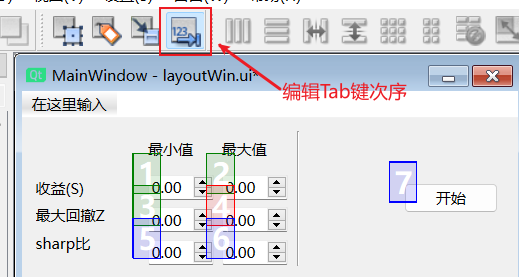 123
Qt MainWindow - layoutWin.ui*
编辑Tab键次序
在这里输入
最小值 最大值
收益(S) 1 0.00 2 0.00
7 开始
最大回撤Z 3 0.00 4 0.00
sharp比 5 0.00 6 0.00